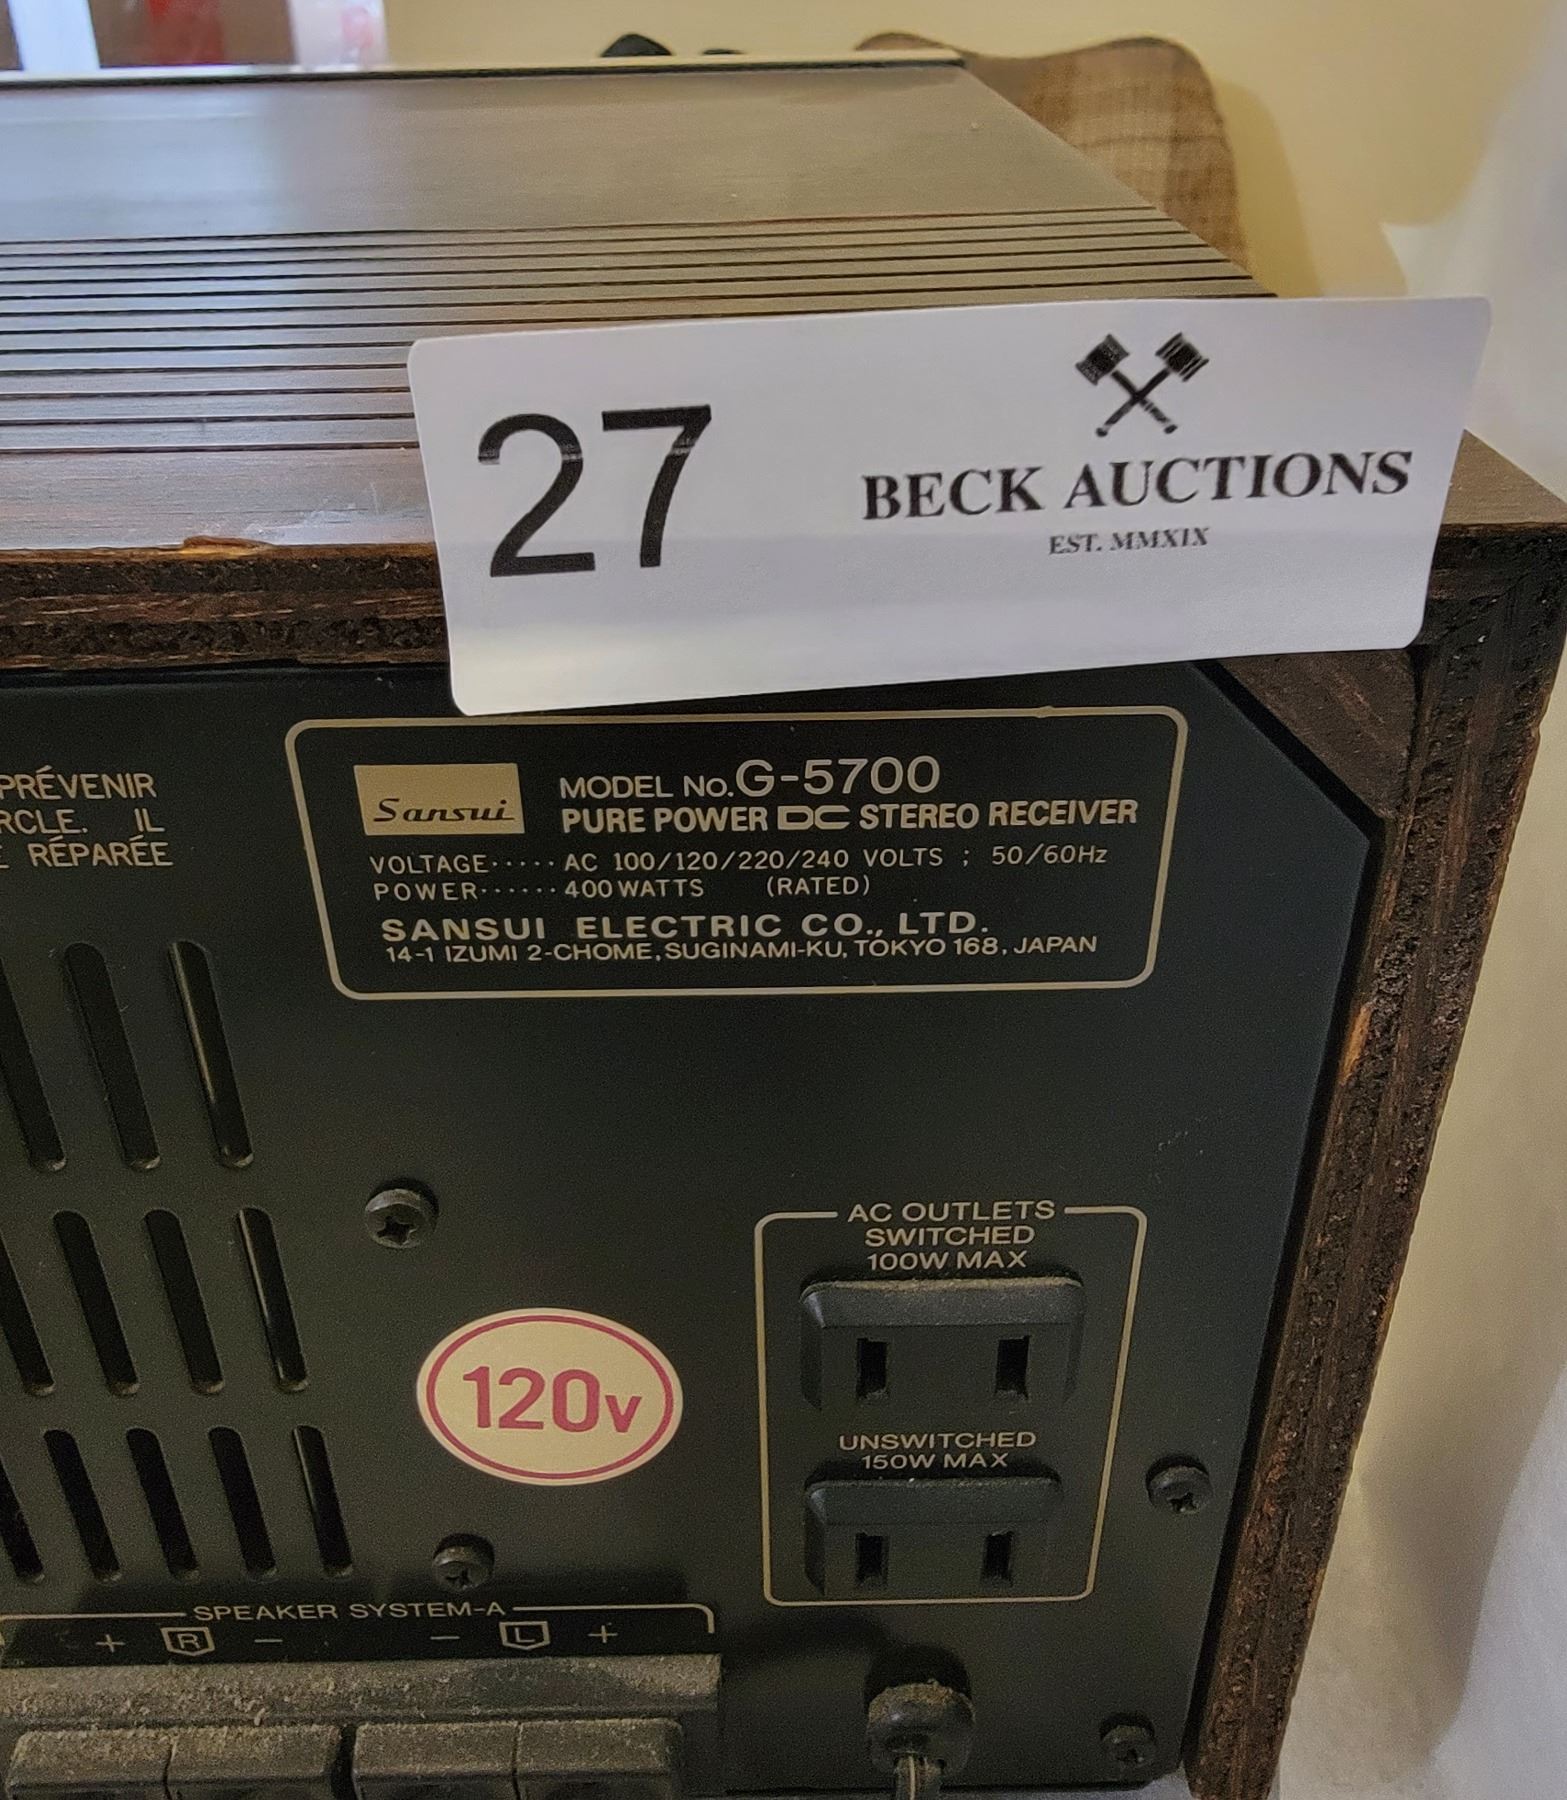 27
BECK AUCTIONS
EST. MMXIX
PRÉVENIR
RCLE. IL
RÉPARÉE
Sansui
MODEL No. G-5700
PURE POWER DC STEREO RECEIVER
VOLTAGE····· AC 100/120/220/240 VOLTS ; 50/60Hz
POWER······ 400 WATTS (RATED)
SANSUI ELECTRIC CO., LTD.
14-1 IZUMI 2-CHOME, SUGINAMI-KU, TOKYO 168, JAPAN
AC OUTLETS
SWITCHED
100W MAX
120v
UNSWITCHED
150W MAX
SPEAKER SYSTEM-A
+ R − − L +